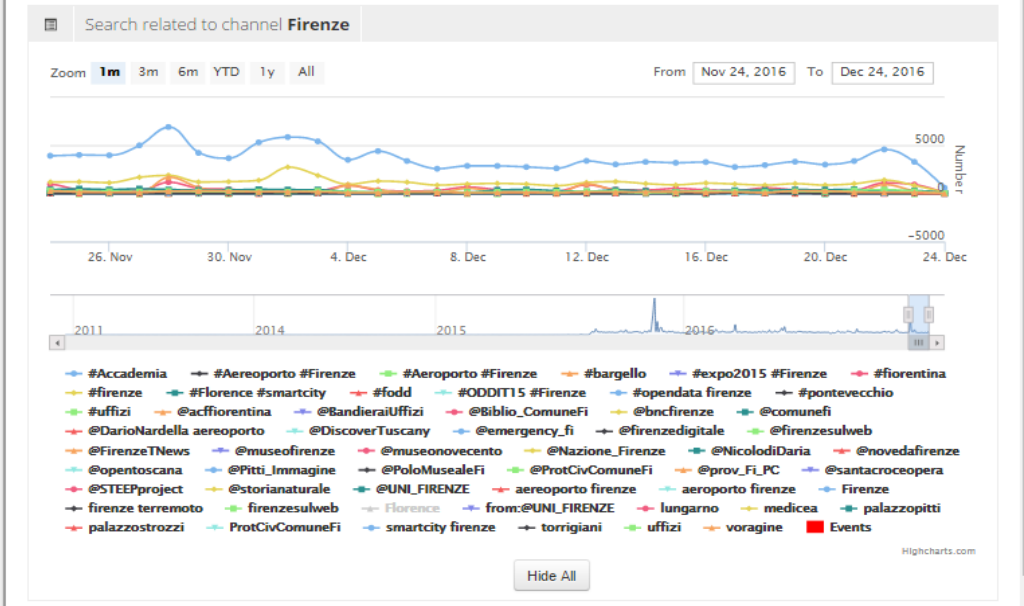 Search related to channel Firenze
Zoom 1m 3m 6m YTD 1y All From Nov 24, 2016 To Dec 24, 2016
5000
Number
0
-5000
26. Nov 30. Nov 4. Dec 8. Dec 12. Dec 16. Dec 20. Dec 24. Dec
2011 2014 2015 2016
#Accademia #Aereoporto #Firenze #Aeroporto #Firenze #bargello #expo2015 #Firenze #fiorentina
#firenze #Florence #smartcity #fodd #ODDIT15 #Firenze #opendata firenze #pontevecchio
#uffizi @acffiorentina @BandieraiUffizi @Biblio_ComuneFi @bncfirenze @comunefi
@DarioNardella aereoporto @DiscoverTuscany @emergency_fi @firenzedigitale @firenzesulweb
@FirenzeTNews @museofirenze @museonovecento @Nazione_Firenze @NicolodiDaria @novedafirenze
@opentoscana @Pitti_Immagine @PoloMusealeFi @ProtCivComuneFi @prov_Fi_PC @santacroceopera
@STEEPproject @storianaturale @UNI_FIRENZE aereoporto firenze aeroporto firenze Firenze
firenze terremoto firenzesulweb Florence from:@UNI_FIRENZE lungarno medicea palazzopitti
palazzostrozzi ProtCivComuneFi smartcity firenze torrigiani uffizi voragine Events
Highcharts.com
Hide All